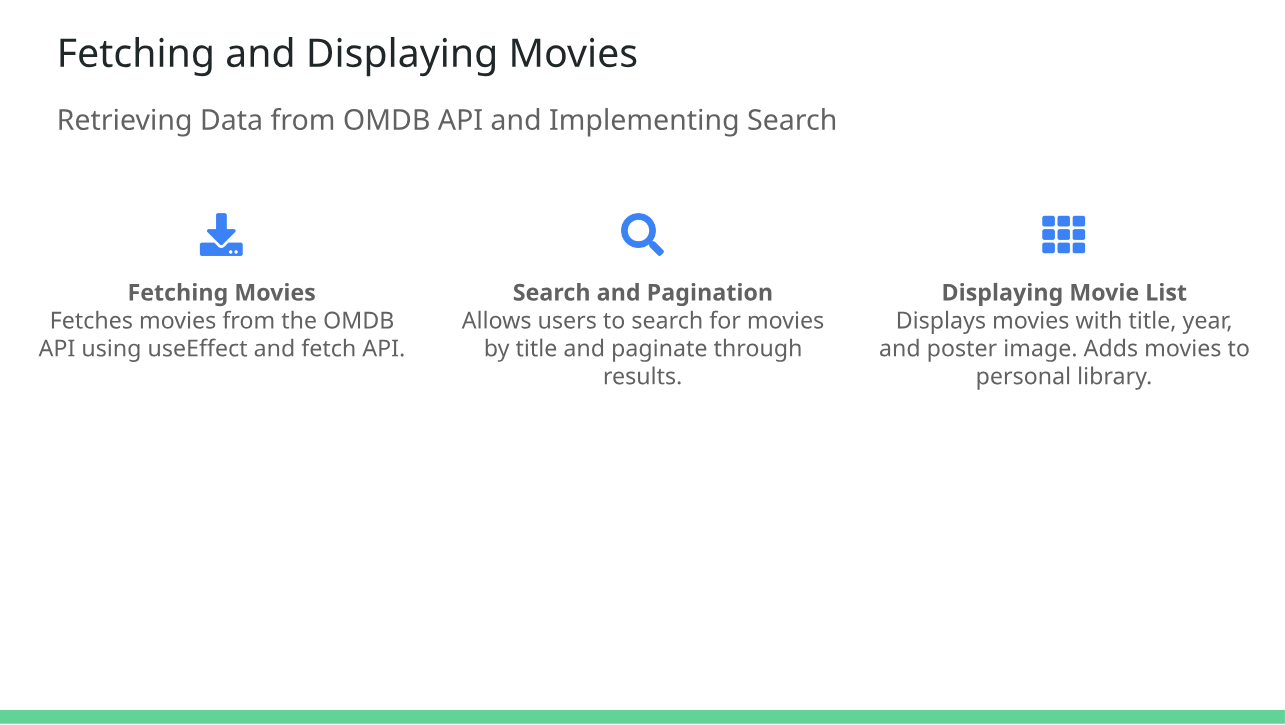 Fetching and Displaying Movies
Retrieving Data from OMDB API and Implementing Search
Fetching Movies
Fetches movies from the OMDB
API using useEffect and fetch API.
Search and Pagination
Allows users to search for movies
by title and paginate through
results.
Displaying Movie List
Displays movies with title, year,
and poster image. Adds movies to
personal library.